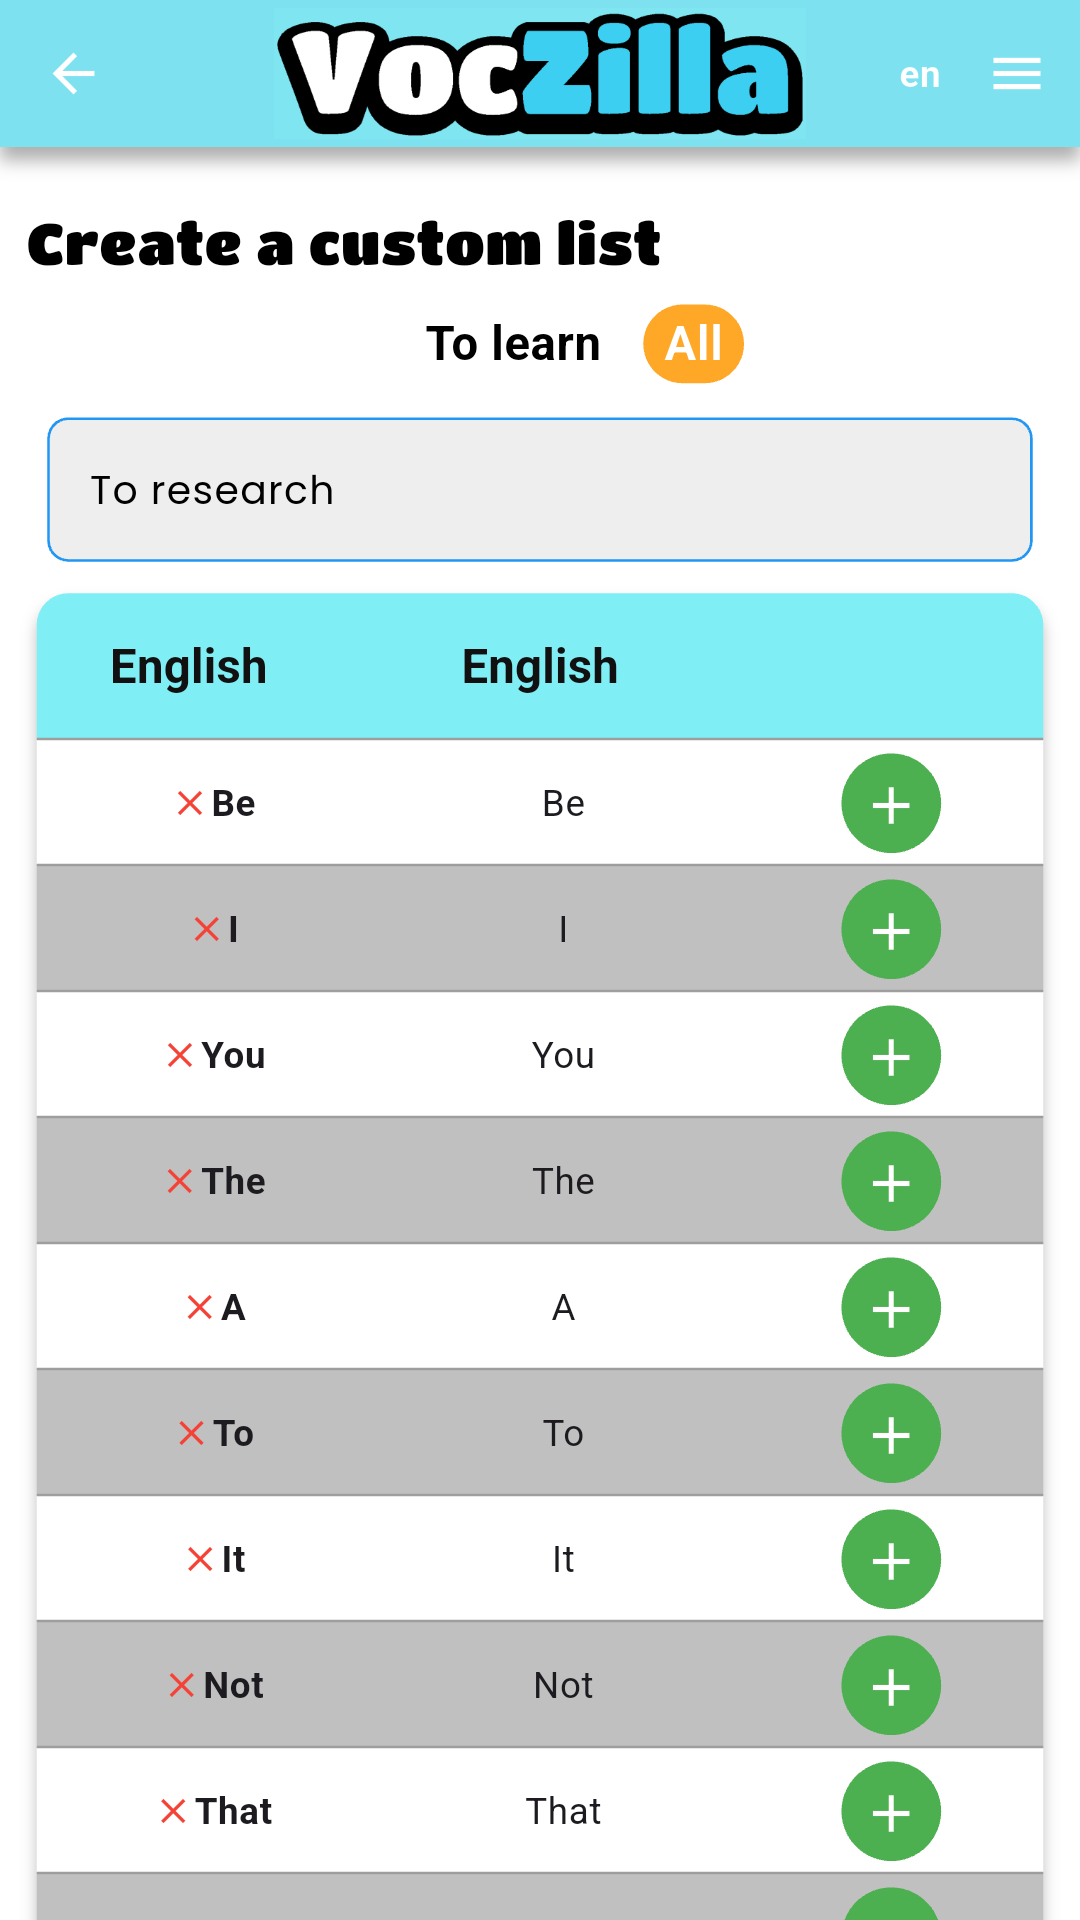 VocZilla
en
Create a custom list
To learn All
To research
English English
Be Be
I I
You You
The The
A A
To To
It It
Not Not
That That